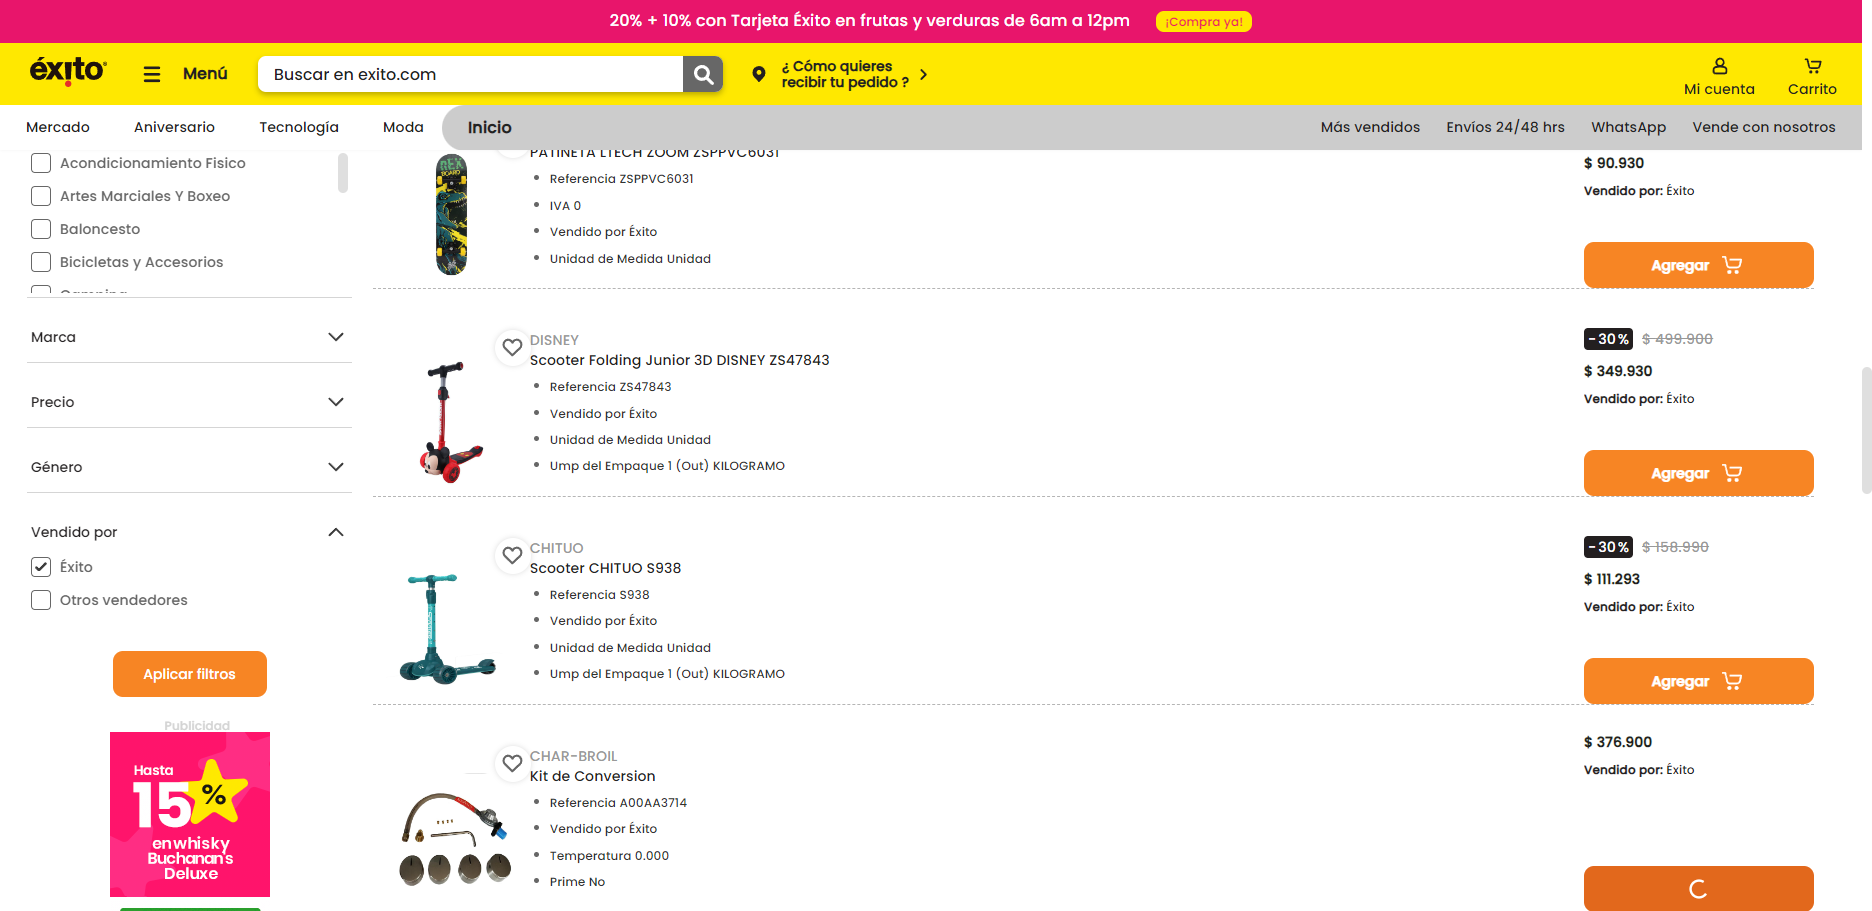 20% + 10% con Tarjeta Éxito en frutas y verduras de 6am a 12pm
¡Compra ya!
éxito
Menú
Buscar en exito.com
¿ Cómo quieres
recibir tu pedido ?
Mi cuenta
Carrito
Mercado
Aniversario
Tecnología
Moda
Inicio
Más vendidos
Envíos 24/48 hrs
WhatsApp
Vende con nosotros
Acondicionamiento Fisico
Artes Marciales Y Boxeo
Baloncesto
Bicicletas y Accesorios
Marca
Precio
Género
Vendido por
Éxito
Otros vendedores
Aplicar filtros
Publicidad
Hasta
15%
en whisky
Buchanan's
Deluxe
PATINETA LTECH ZOOM ZSPPVC6031
Referencia ZSPPVC6031
IVA 0
Vendido por Éxito
Unidad de Medida Unidad
$ 90.930
Vendido por: Éxito
Agregar
DISNEY
Scooter Folding Junior 3D DISNEY ZS47843
Referencia ZS47843
Vendido por Éxito
Unidad de Medida Unidad
Ump del Empaque 1 (Out) KILOGRAMO
-30% $ 499.900
$ 349.930
Vendido por: Éxito
Agregar
CHITUO
Scooter CHITUO S938
Referencia S938
Vendido por Éxito
Unidad de Medida Unidad
Ump del Empaque 1 (Out) KILOGRAMO
-30% $ 158.990
$ 111.293
Vendido por: Éxito
Agregar
CHAR-BROIL
Kit de Conversion
Referencia A00AA3714
Vendido por Éxito
Temperatura 0.000
Prime No
$ 376.900
Vendido por: Éxito